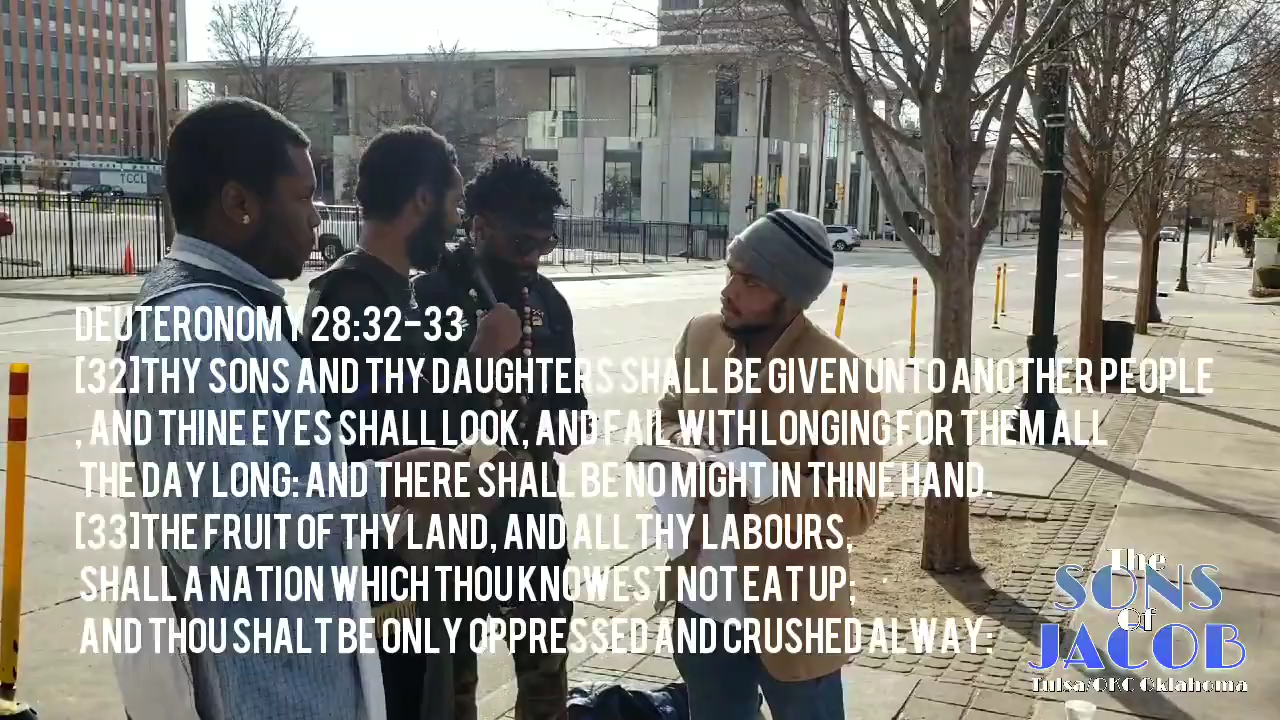 TCCL
DEUTERONOMY 28:32-33
[32]THY SONS AND THY DAUGHTERS SHALL BE GIVEN UNTO ANOTHER PEOPLE
, AND THINE EYES SHALL LOOK, AND FAIL WITH LONGING FOR THEM ALL
THE DAY LONG: AND THERE SHALL BE NO MIGHT IN THINE HAND.
[33]THE FRUIT OF THY LAND, AND ALL THY LABOURS,
SHALL A NATION WHICH THOU KNOWEST NOT EAT UP;
AND THOU SHALT BE ONLY OPPRESSED AND CRUSHED ALWAY:
The
SONS
Of
JACOB
Tulsa/OKC Oklahoma